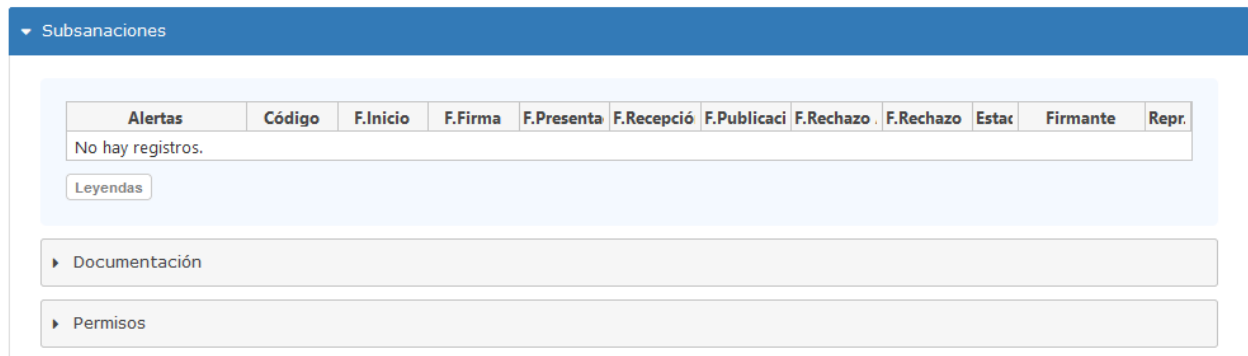 Subsanaciones
Alertas Código F.Inicio F.Firma F.Presenta F.Recepció F.Publicaci F.Rechazo . F.Rechazo Estac Firmante Repr.
No hay registros.
Leyendas
Documentación
Permisos